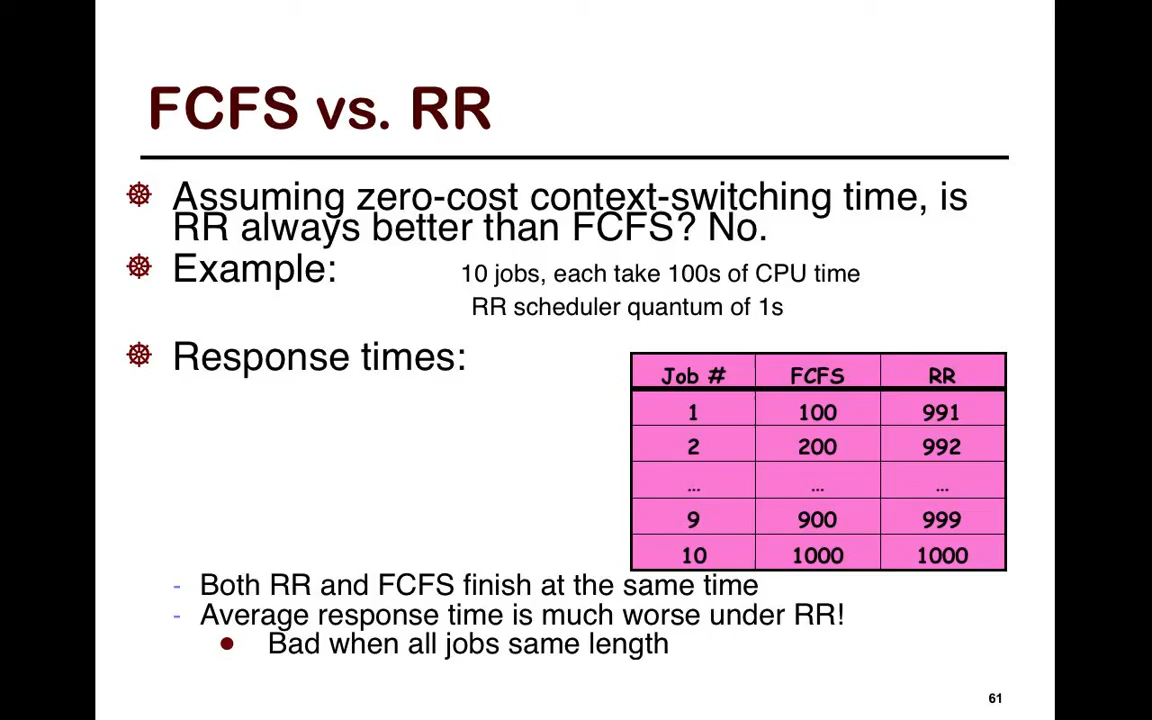 FCFS vs. RR
Assuming zero-cost context-switching time, is
RR always better than FCFS? No.
Example: 10 jobs, each take 100s of CPU time
RR scheduler quantum of 1s
Response times:
Job # FCFS RR
1 100 991
2 200 992
... ... ...
9 900 999
10 1000 1000
- Both RR and FCFS finish at the same time
- Average response time is much worse under RR!
● Bad when all jobs same length
61